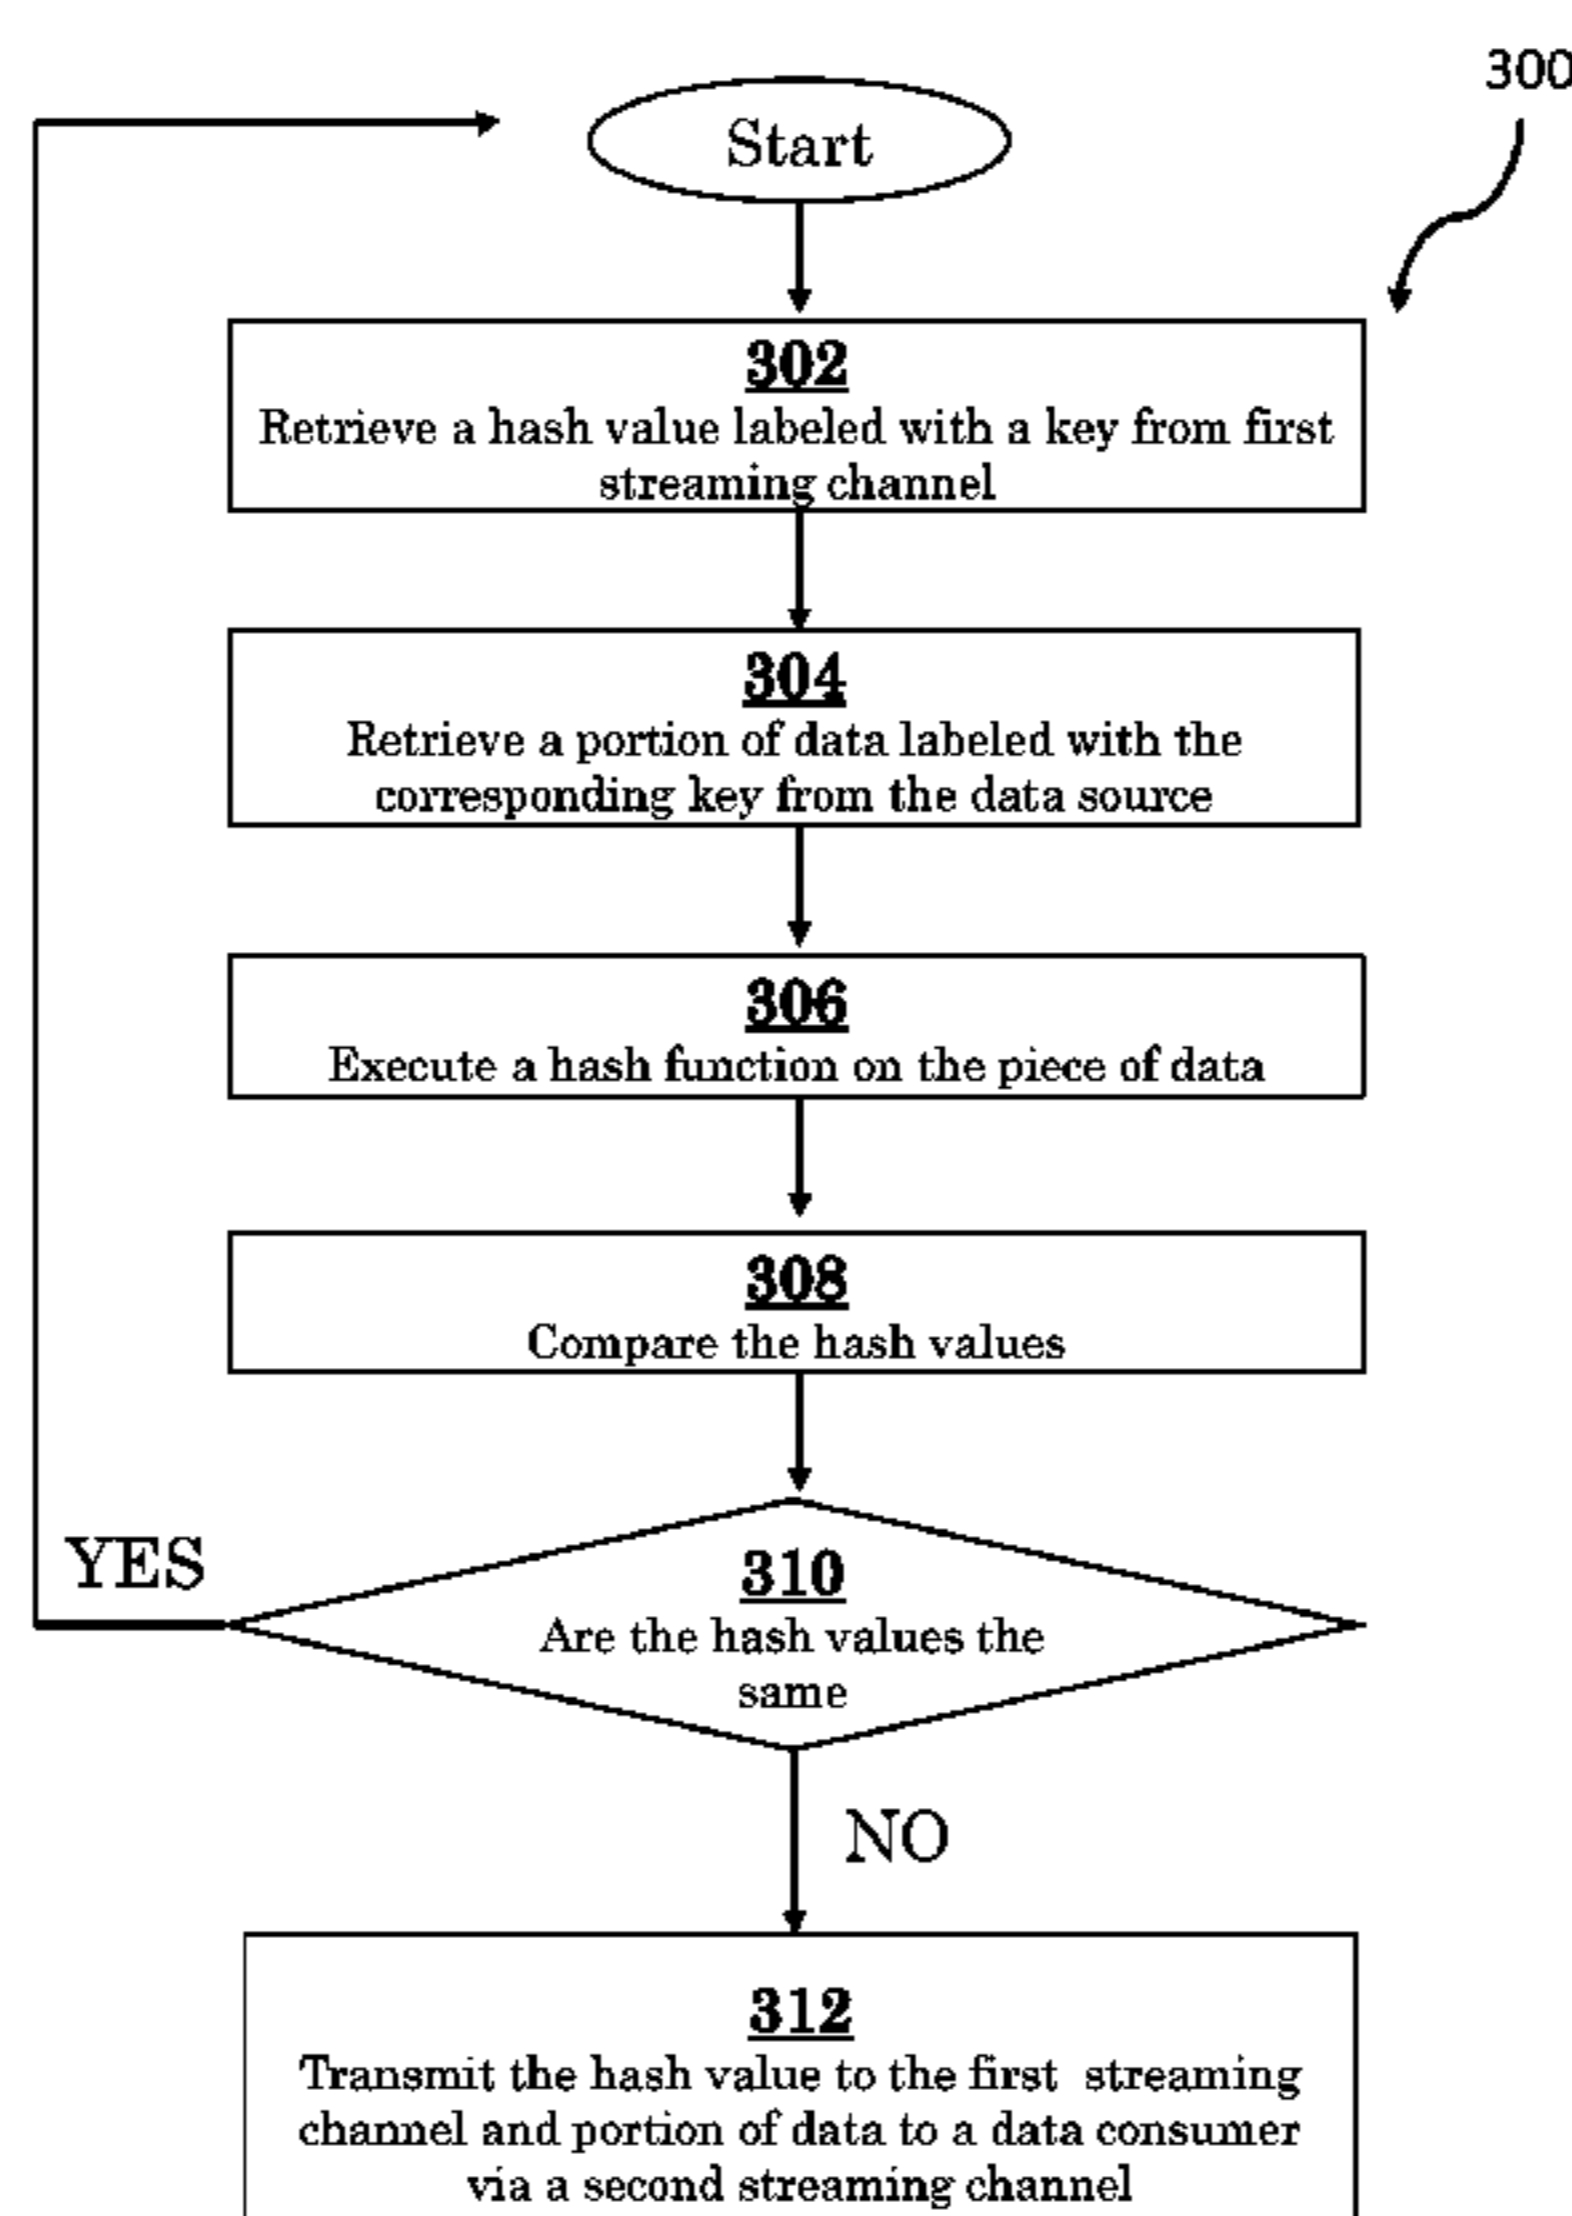 300
Start
302
Retrieve a hash value labeled with a key from first
streaming channel
304
Retrieve a portion of data labeled with the
corresponding key from the data source
306
Execute a hash function on the piece of data
308
Compare the hash values
YES
310
Are the hash values the
same
NO
312
Transmit the hash value to the first streaming
channel and portion of data to a data consumer
via a second streaming channel